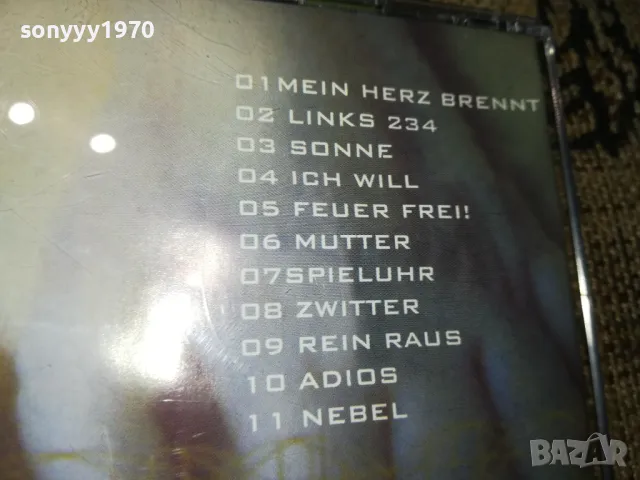 sonyyy1970
01MEIN HERZ BRENNT
02 LINKS 234
03 SONNE
04 ICH WILL
05 FEUER FREI!
06 MUTTER
07SPIELUHR
08 ZWITTER
09 REIN RAUS
10 ADIOS
11 NEBEL
BAZAR